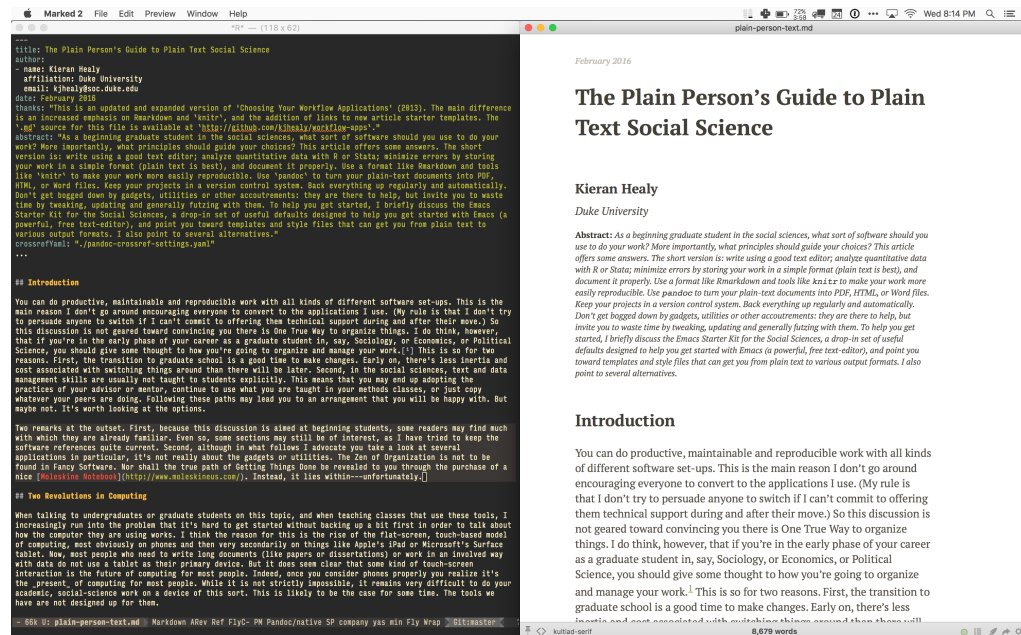 Marked 2 File Edit Preview Window Help
72%
3:58
24
Wed 8:14 PM
*R* — (118 x 62)
---
title: The Plain Person's Guide to Plain Text Social Science
author:
- name: Kieran Healy
affiliation: Duke University
email: kjhealy@soc.duke.edu
date: February 2016
thanks: "This is an updated and expanded version of 'Choosing Your Workflow Applications' (2013). The main difference
is an increased emphasis on Rmarkdown and `knitr`, and the addition of links to new article starter templates. The
`.md` source for this file is available at `http://github.com/kjhealy/workflow-apps`."
abstract: "As a beginning graduate student in the social sciences, what sort of software should you use to do your
work? More importantly, what principles should guide your choices? This article offers some answers. The short
version is: write using a good text editor; analyze quantitative data with R or Stata; minimize errors by storing
your work in a simple format (plain text is best), and document it properly. Use a format like Rmarkdown and tools
like `knitr` to make your work more easily reproducible. Use `pandoc` to turn your plain-text documents into PDF,
HTML, or Word files. Keep your projects in a version control system. Back everything up regularly and automatically.
Don't get bogged down by gadgets, utilities or other accoutrements: they are there to help, but invite you to waste
time by tweaking, updating and generally futzing with them. To help you get started, I briefly discuss the Emacs
Starter Kit for the Social Sciences, a drop-in set of useful defaults designed to help you get started with Emacs (a
powerful, free text-editor), and point you toward templates and style files that can get you from plain text to
various output formats. I also point to several alternatives."
crossrefYaml: "./pandoc-crossref-settings.yaml"
...
## Introduction
You can do productive, maintainable and reproducible work with all kinds of different software set-ups. This is the
main reason I don't go around encouraging everyone to convert to the applications I use. (My rule is that I don't try
to persuade anyone to switch if I can't commit to offering them technical support during and after their move.) So
this discussion is not geared toward convincing you there is One True Way to organize things. I do think, however,
that if you're in the early phase of your career as a graduate student in, say, Sociology, or Economics, or Political
Science, you should give some thought to how you're going to organize and manage your work.[^1] This is so for two
reasons. First, the transition to graduate school is a good time to make changes. Early on, there's less inertia and
cost associated with switching things around than there will be later. Second, in the social sciences, text and data
management skills are usually not taught to students explicitly. This means that you may end up adopting the
practices of your advisor or mentor, continue to use what you are taught in your methods classes, or just copy
whatever your peers are doing. Following these paths may lead you to an arrangement that you will be happy with. But
maybe not. It's worth looking at the options.
Two remarks at the outset. First, because this discussion is aimed at beginning students, some readers may find much
with which they are already familiar. Even so, some sections may still be of interest, as I have tried to keep the
software references quite current. Second, although in what follows I advocate you take a look at several
applications in particular, it's not really about the gadgets or utilities. The Zen of Organization is not to be
found in Fancy Software. Nor shall the true path of Getting Things Done be revealed to you through the purchase of a
nice [Moleskine Notebook](http://www.moleskineus.com/). Instead, it lies within---unfortunately.
## Two Revolutions in Computing
When talking to undergraduates or graduate students on this topic, and when teaching classes that use these tools, I
increasingly run into the problem that it's hard to get started without backing up a bit first in order to talk about
how the computer they are using works. I think the reason for this is the rise of the flat-screen, touch-based model
of computing, most obviously on phones and then very secondarily on things like Apple's iPad or Microsoft's Surface
tablet. Now, most people who need to write long documents (like papers or dissertations) or work in an involved way
with data do not use a tablet as their primary device. But it does seem clear that some kind of touch-screen
interaction is the future of computing for most people. Indeed, once you consider phones properly you realize it's
the _present_ of computing for most people. While it is not strictly impossible, it remains very difficult to do your
academic, social-science work on a device of this sort. This is likely to be the case for some time. The tools we
have are not designed up for them.
- 66k U: plain-person-text.md Markdown ARev Ref FlyC- PM Pandoc/native SP company yas min Fly Wrap Git:master
plain-person-text.md
February 2016
The Plain Person's Guide to Plain
Text Social Science
Kieran Healy
Duke University
Abstract: As a beginning graduate student in the social sciences, what sort of software should you
use to do your work? More importantly, what principles should guide your choices? This article
offers some answers. The short version is: write using a good text editor; analyze quantitative data
with R or Stata; minimize errors by storing your work in a simple format (plain text is best), and
document it properly. Use a format like Rmarkdown and tools like knitr to make your work more
easily reproducible. Use pandoc to turn your plain-text documents into PDF, HTML, or Word files.
Keep your projects in a version control system. Back everything up regularly and automatically.
Don't get bogged down by gadgets, utilities or other accoutrements: they are there to help, but
invite you to waste time by tweaking, updating and generally futzing with them. To help you get
started, I briefly discuss the Emacs Starter Kit for the Social Sciences, a drop-in set of useful
defaults designed to help you get started with Emacs (a powerful, free text-editor), and point you
toward templates and style files that can get you from plain text to various output formats. I also
point to several alternatives.
Introduction
You can do productive, maintainable and reproducible work with all kinds
of different software set-ups. This is the main reason I don't go around
encouraging everyone to convert to the applications I use. (My rule is
that I don't try to persuade anyone to switch if I can't commit to offering
them technical support during and after their move.) So this discussion is
not geared toward convincing you there is One True Way to organize
things. I do think, however, that if you're in the early phase of your career
as a graduate student in, say, Sociology, or Economics, or Political
Science, you should give some thought to how you're going to organize
and manage your work.1 This is so for two reasons. First, the transition to
graduate school is a good time to make changes. Early on, there's less
inertia and cost associated with switching things around than there will
kultiad-serif
8,679 words